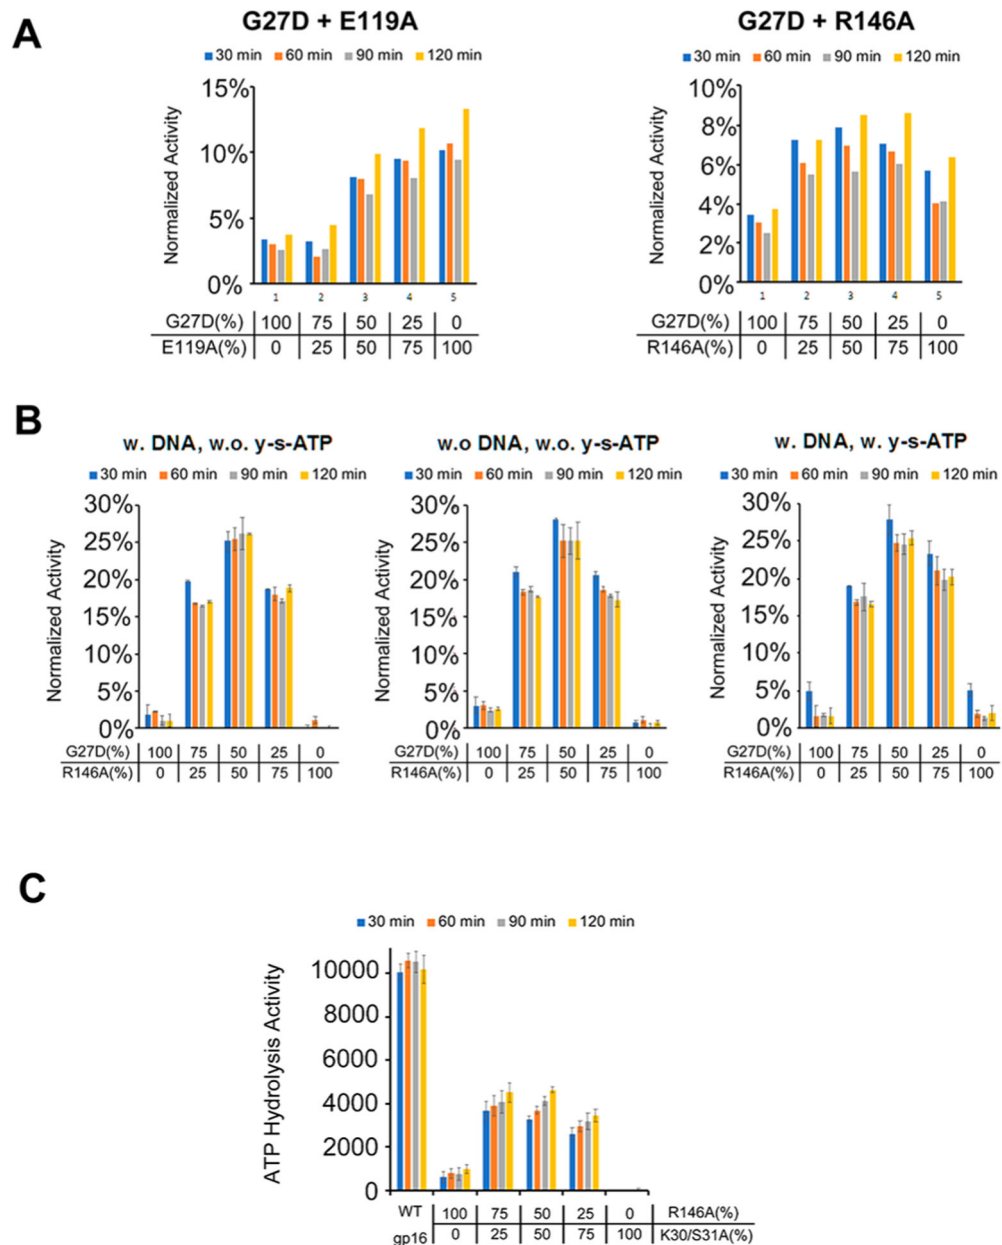 A
G27D + E119A
30 min 60 min 90 min 120 min
Normalized Activity
15%
10%
5%
0%
1 2 3 4 5
G27D(%) 100 75 50 25 0
E119A(%) 0 25 50 75 100
G27D + R146A
30 min 60 min 90 min 120 min
Normalized Activity
10%
8%
6%
4%
2%
0%
1 2 3 4 5
G27D(%) 100 75 50 25 0
R146A(%) 0 25 50 75 100
B
w. DNA, w.o. y-s-ATP
30 min 60 min 90 min 120 min
Normalized Activity
30%
25%
20%
15%
10%
5%
0%
G27D(%) 100 75 50 25 0
R146A(%) 0 25 50 75 100
w.o DNA, w.o. y-s-ATP
30 min 60 min 90 min 120 min
Normalized Activity
30%
25%
20%
15%
10%
5%
0%
G27D(%) 100 75 50 25 0
R146A(%) 0 25 50 75 100
w. DNA, w. y-s-ATP
30 min 60 min 90 min 120 min
Normalized Activity
30%
25%
20%
15%
10%
5%
0%
G27D(%) 100 75 50 25 0
R146A(%) 0 25 50 75 100
C
30 min 60 min 90 min 120 min
ATP Hydrolysis Activity
10000
8000
6000
4000
2000
0
WT 100 75 50 25 0 R146A(%)
gp16 0 25 50 75 100 K30/S31A(%)